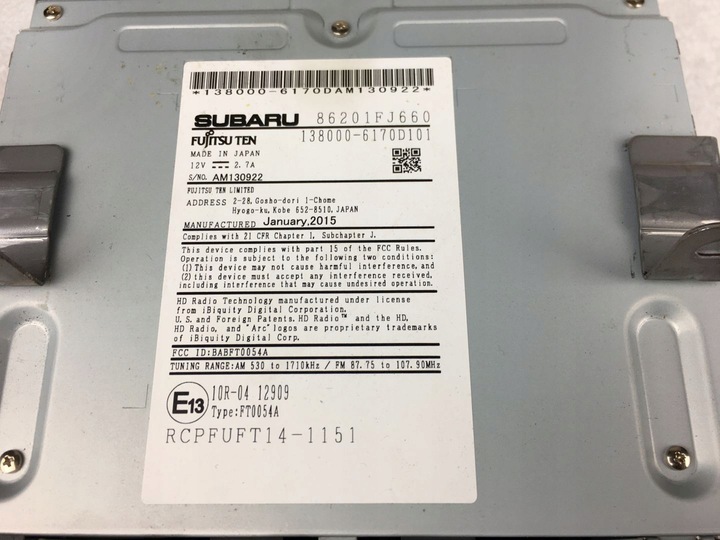 *138000-6170DAM130922*
SUBARU 86201FJ660
FUJITSU TEN 138000-6170D101
MADE IN JAPAN
12V 2.7A
S/NO. AM130922
FUJITSU TEN LIMITED
ADDRESS 2-28, Gosho-dori 1-Chome
Hyogo-ku, Kobe 652-8510, JAPAN
MANUFACTURED January,2015
Complies with 21 CFR Chapter 1, Subchapter J.
This device complies with part 15 of the FCC Rules.
Operation is subject to the following two conditions:
(1) This device may not cause harmful interference, and
(2) this device must accept any interference received,
including interference that may cause undesired operation.
HD Radio Technology manufactured under license
from iBiquity Digital Corporation.
U.S. and Foreign Patents. HD Radio™ and the HD,
HD Radio, and "Arc" logos are proprietary trademarks
of iBiquity Digital Corp.
FCC ID:BABFT0054A
TUNING RANGE:AM 530 to 1710kHz / FM 87.75 to 107.90MHz
E13 10R-04 12909
Type:FT0054A
RCPFUFT14-1151